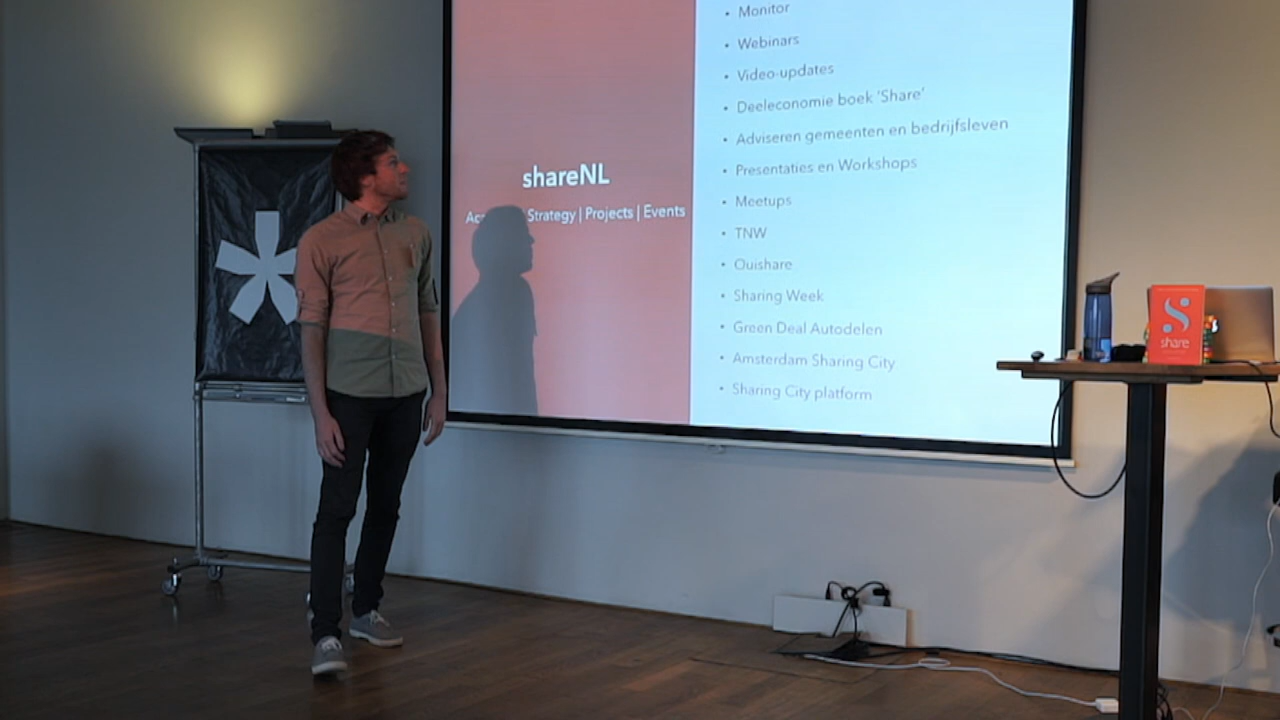 shareNL
Strategy | Projects | Events
• Monitor
• Webinars
• Video-updates
• Deeleconomie boek 'Share'
• Adviseren gemeenten en bedrijfsleven
• Presentaties en Workshops
• Meetups
• TNW
• Ouishare
• Sharing Week
• Green Deal Autodelen
• Amsterdam Sharing City
• Sharing City platform
share